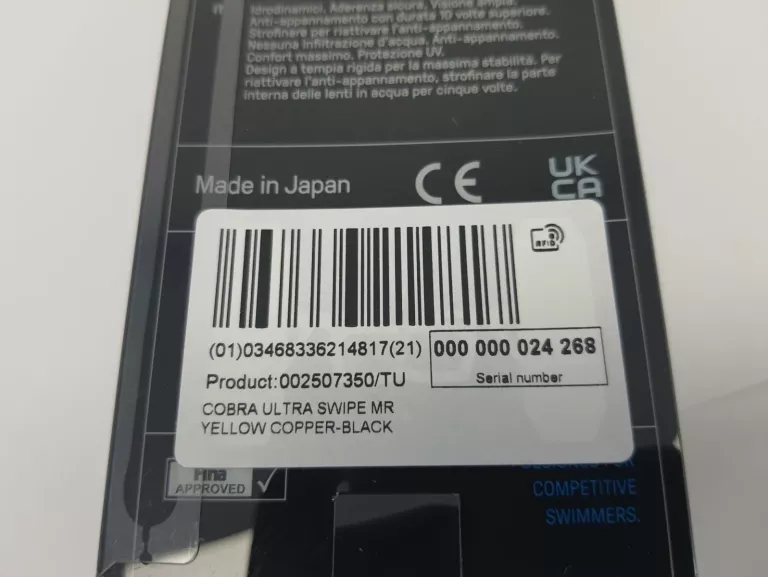 Idrodinamici. Aderenza sicura. Visione ampia.
Anti-appannamento con durata 10 volte superiore.
Strofinare per riattivare l'anti-appannamento.
Nessuna infiltrazione d'acqua. Anti-appannamento.
Confort massimo. Protezione UV.
Design a tempia rigida per la massima stabilità. Per
riattivare l'anti-appannamento, strofinare la parte
interna delle lenti in acqua per cinque volte.
Made in Japan
CE
UK
CA
RFID
(01)03468336214817(21)
000 000 024 268
Serial number
Product:002507350/TU
COBRA ULTRA SWIPE MR
YELLOW COPPER-BLACK
Fina
APPROVED
DESIGNED FOR
COMPETITIVE
SWIMMERS.